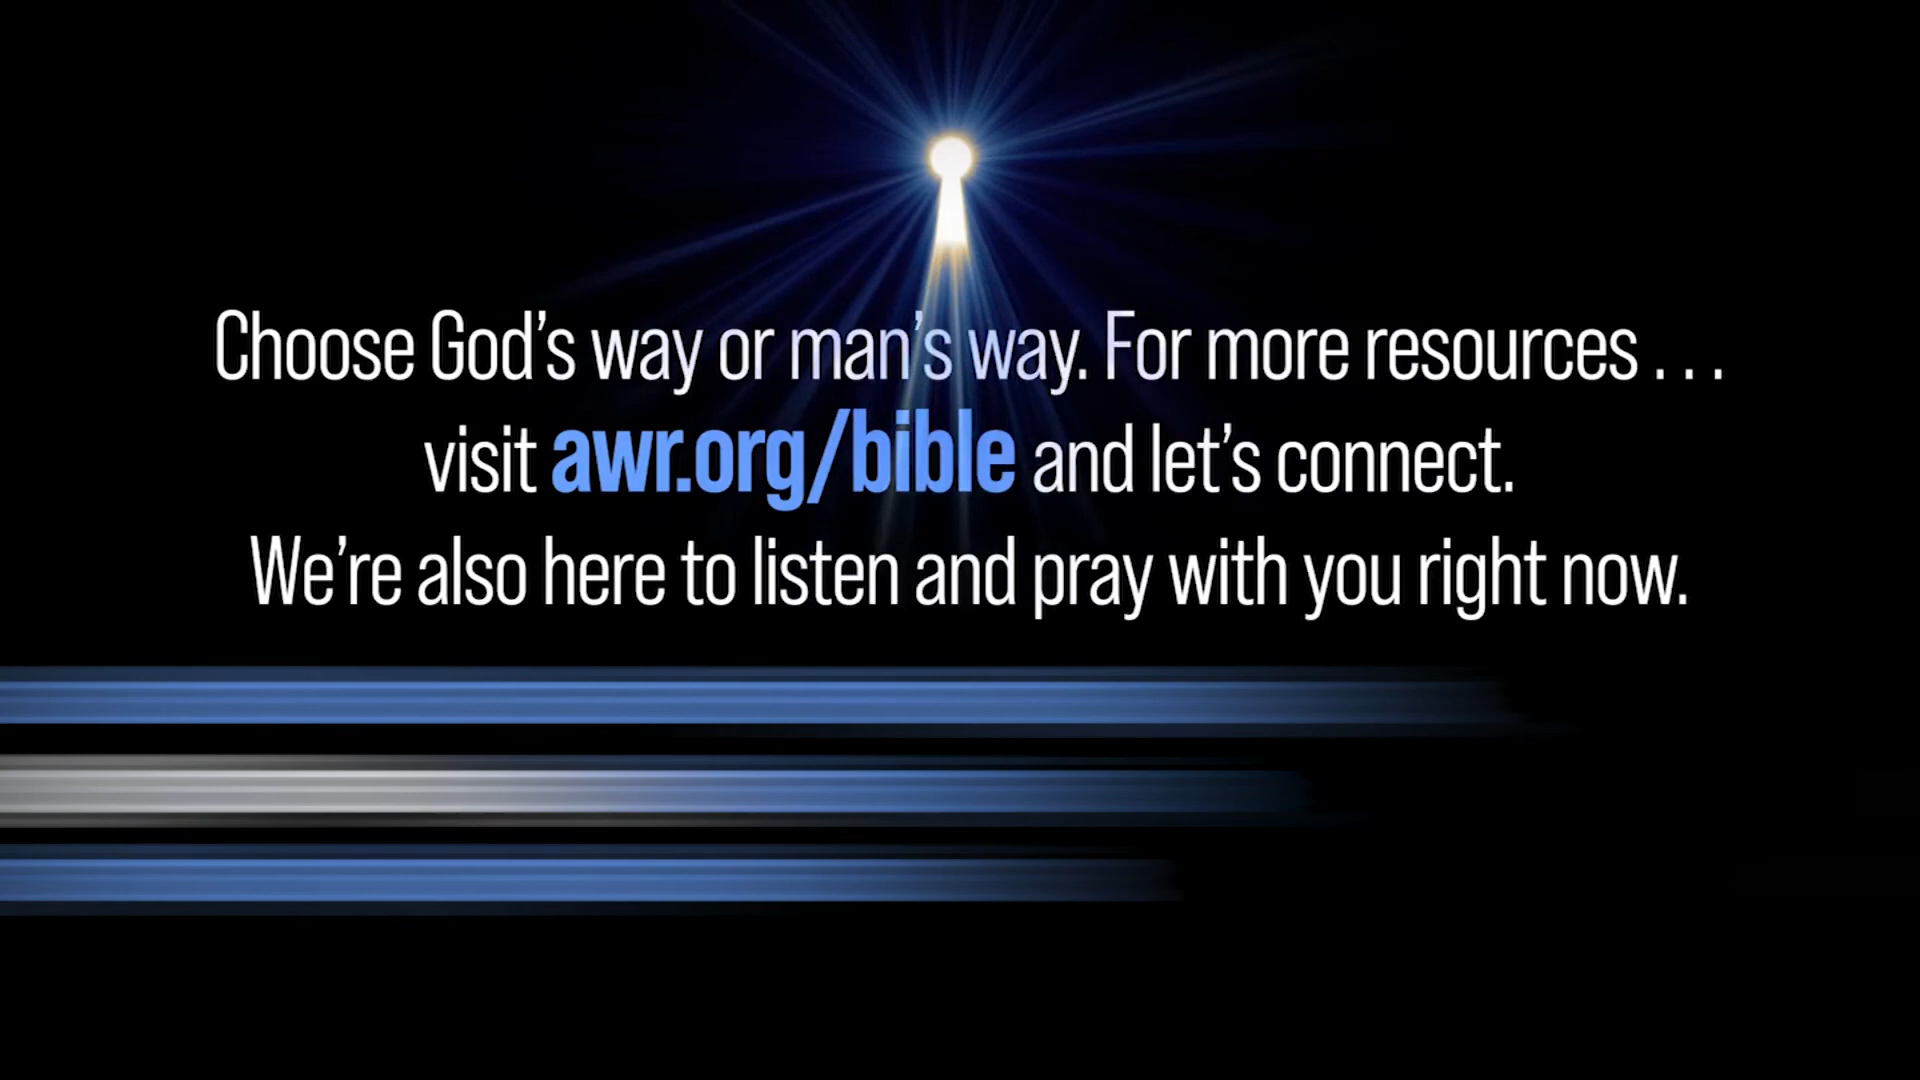 Choose God’s way or man’s way. For more resources . . .
visit awr.org/bible and let’s connect.
We’re also here to listen and pray with you right now.